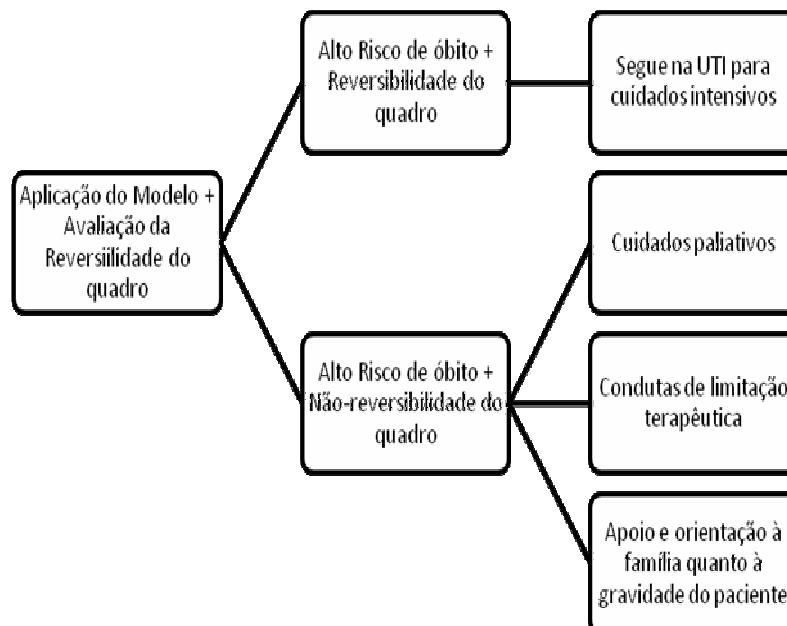 Aplicação do Modelo +
Avaliação da
Reversiilidade do
quadro
Alto Risco de óbito +
Reversibilidade do
quadro
Segue na UTI para
cuidados intensivos
Alto Risco de óbito +
Não-reversibilidade do
quadro
Cuidados paliativos
Condutas de limitação
terapêutica
Apoio e orientação à
família quanto à
gravidade do paciente